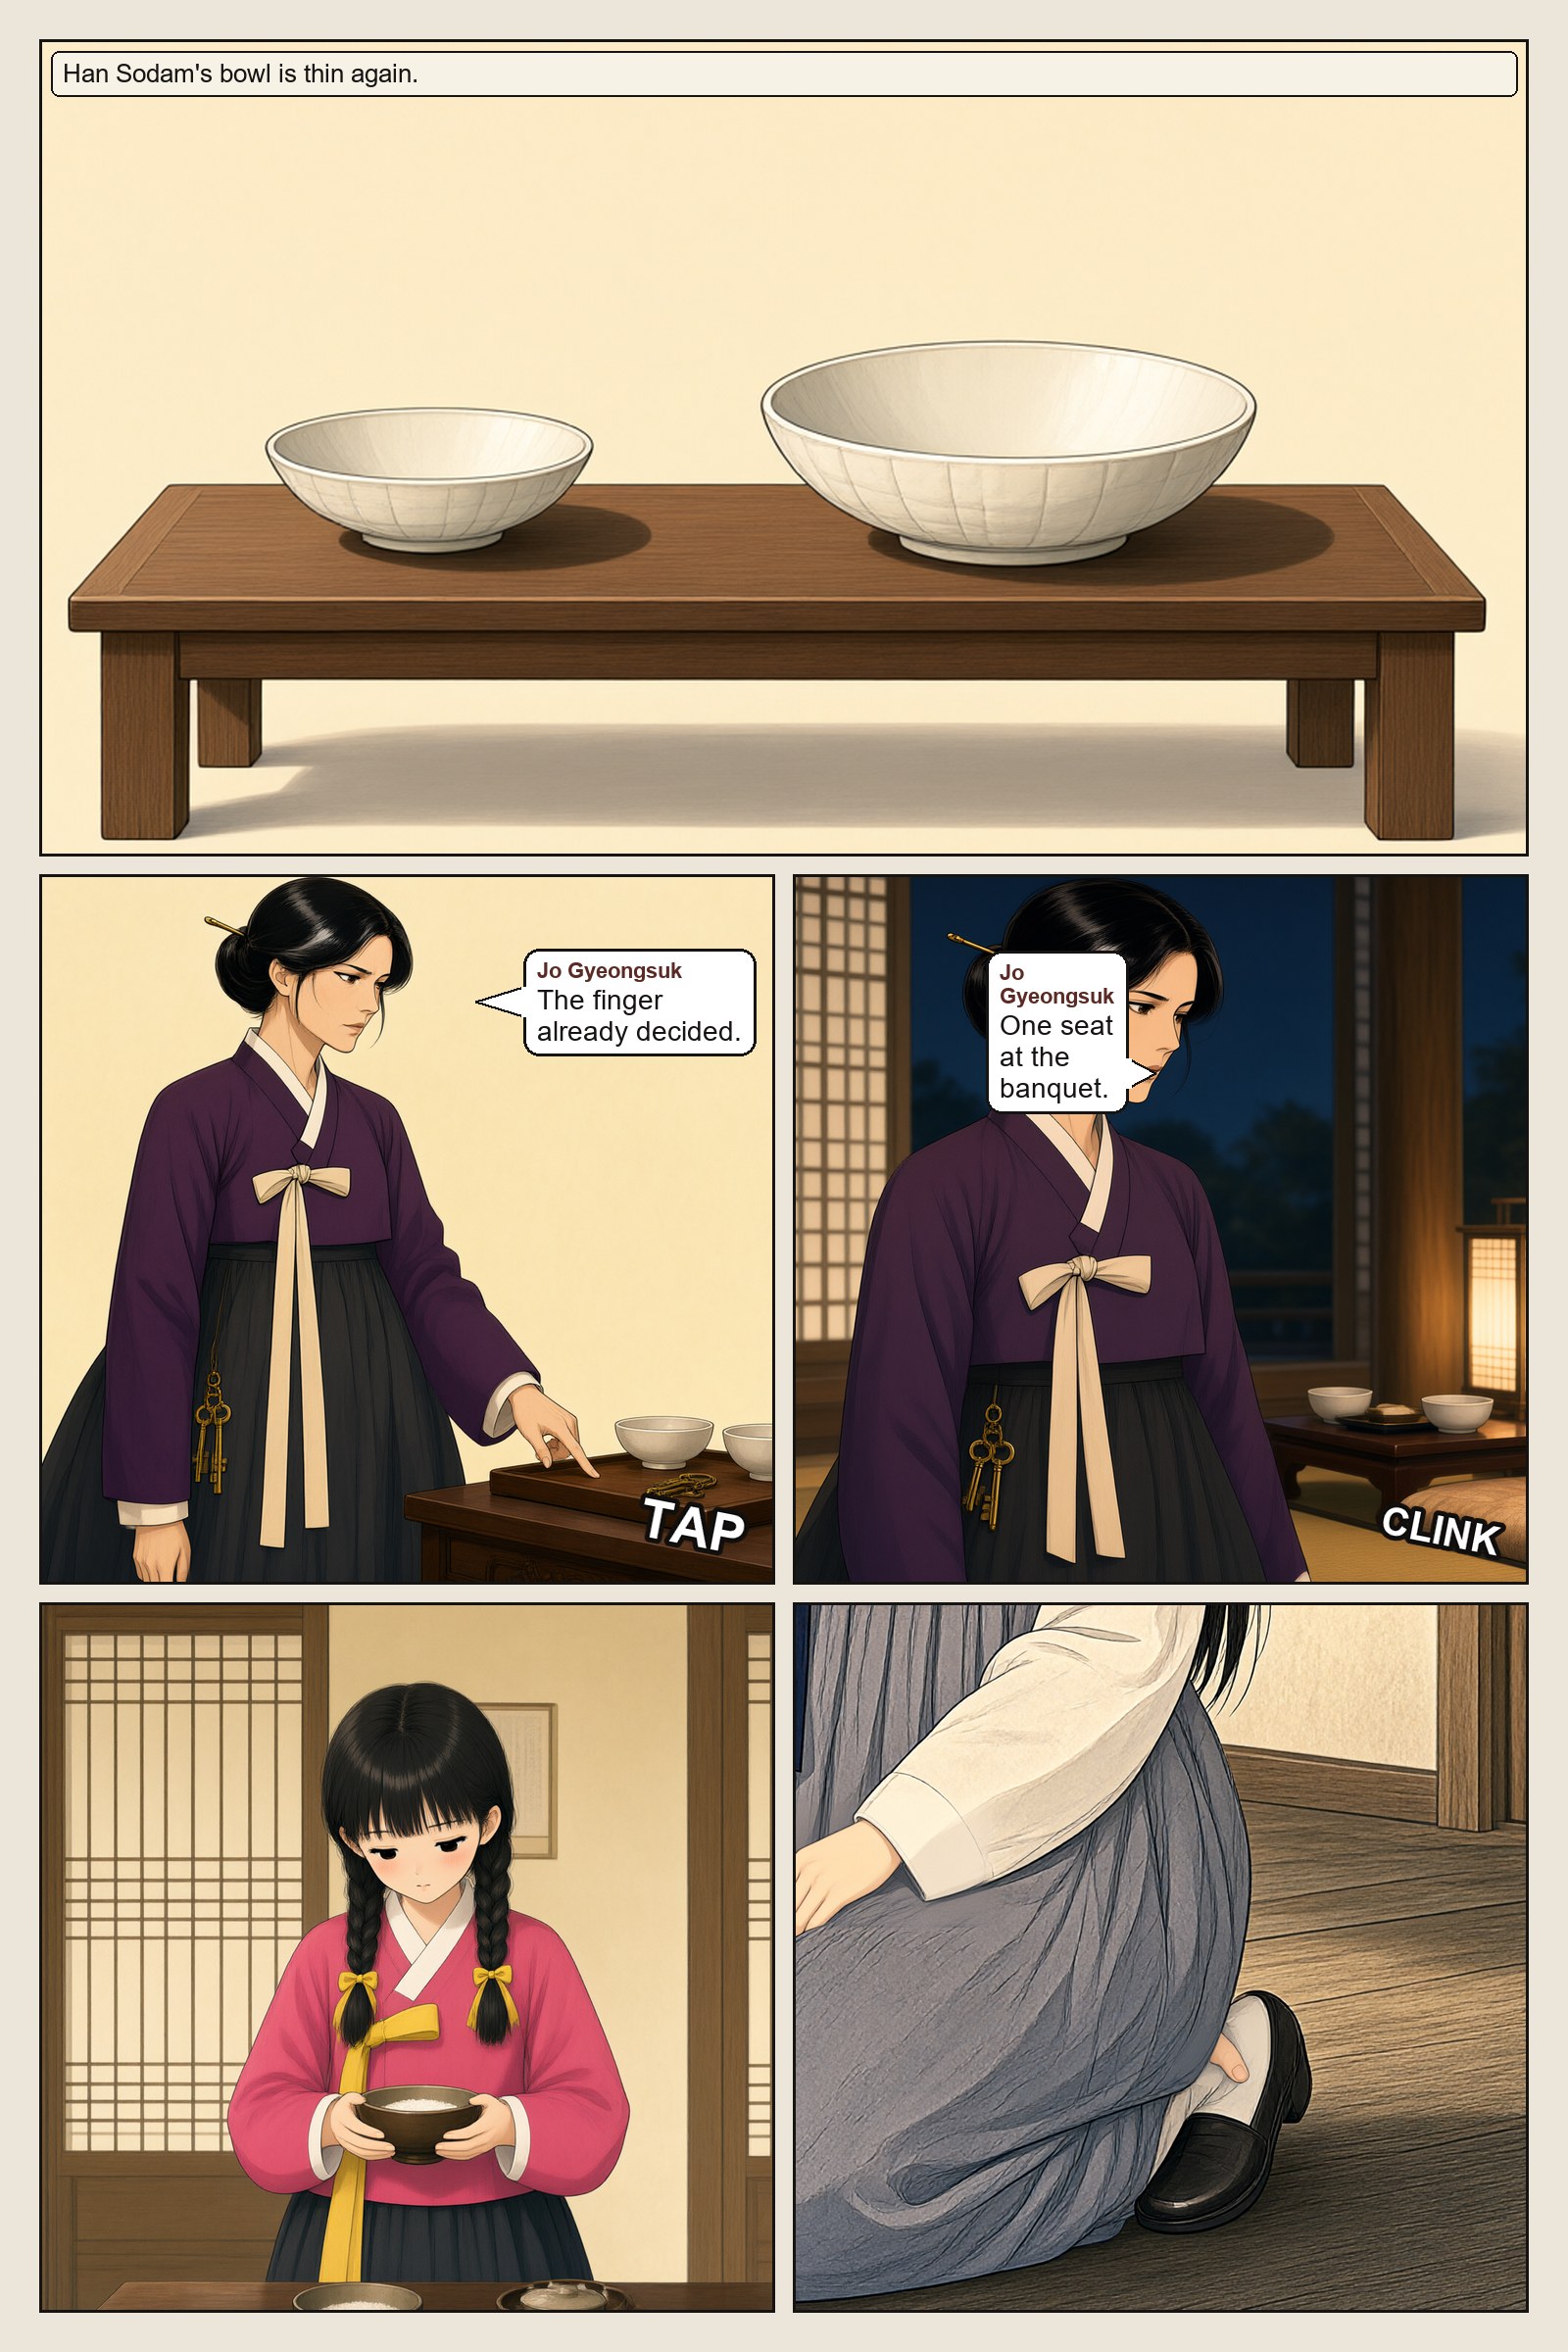 Han Sodam's bowl is thin again.
Jo Gyeongsuk
The finger
already decided.
TAP
Jo
Gyeongsuk
One seat
at the
banquet.
CLINK